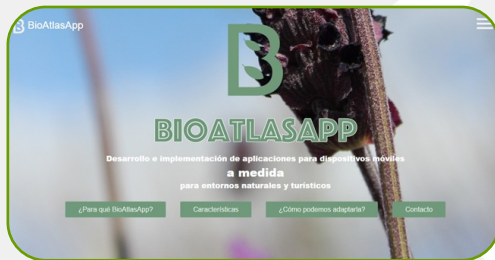 BioAtlasApp
BIOATLASAPP
Desarrollo e implementación de aplicaciones para dispositivos móviles
a medida
para entornos naturales y turísticos
¿Para qué BioAtlasApp?
Características
¿Cómo podemos adaptarla?
Contacto